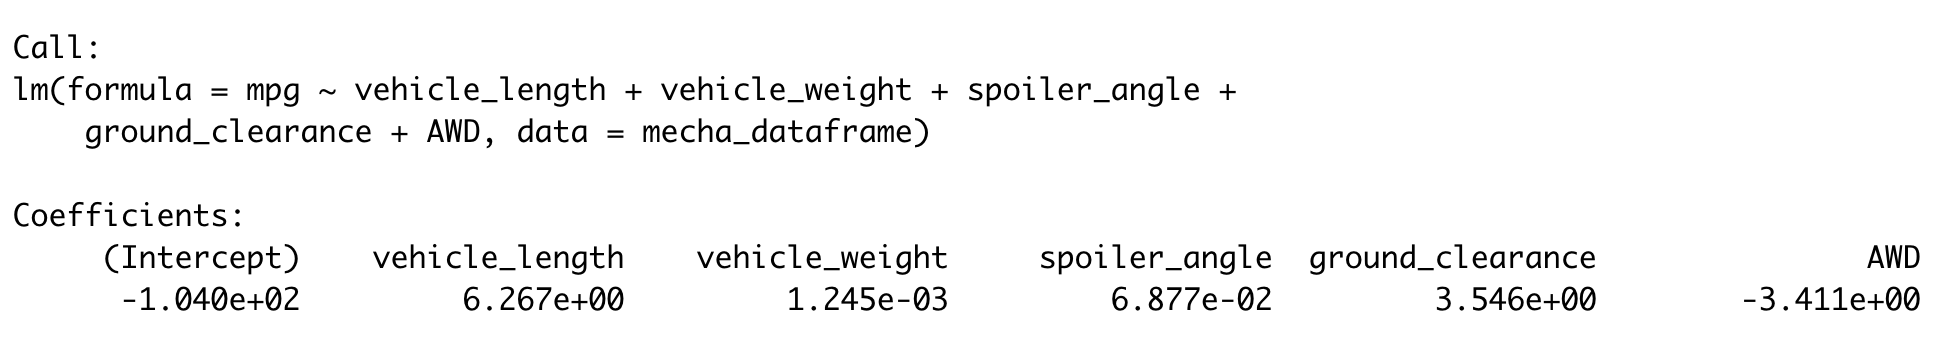 Call:
lm(formula = mpg ~ vehicle_length + vehicle_weight + spoiler_angle +
    ground_clearance + AWD, data = mecha_dataframe)

Coefficients:
     (Intercept)    vehicle_length    vehicle_weight     spoiler_angle  ground_clearance               AWD
      -1.040e+02         6.267e+00         1.245e-03         6.877e-02         3.546e+00        -3.411e+00